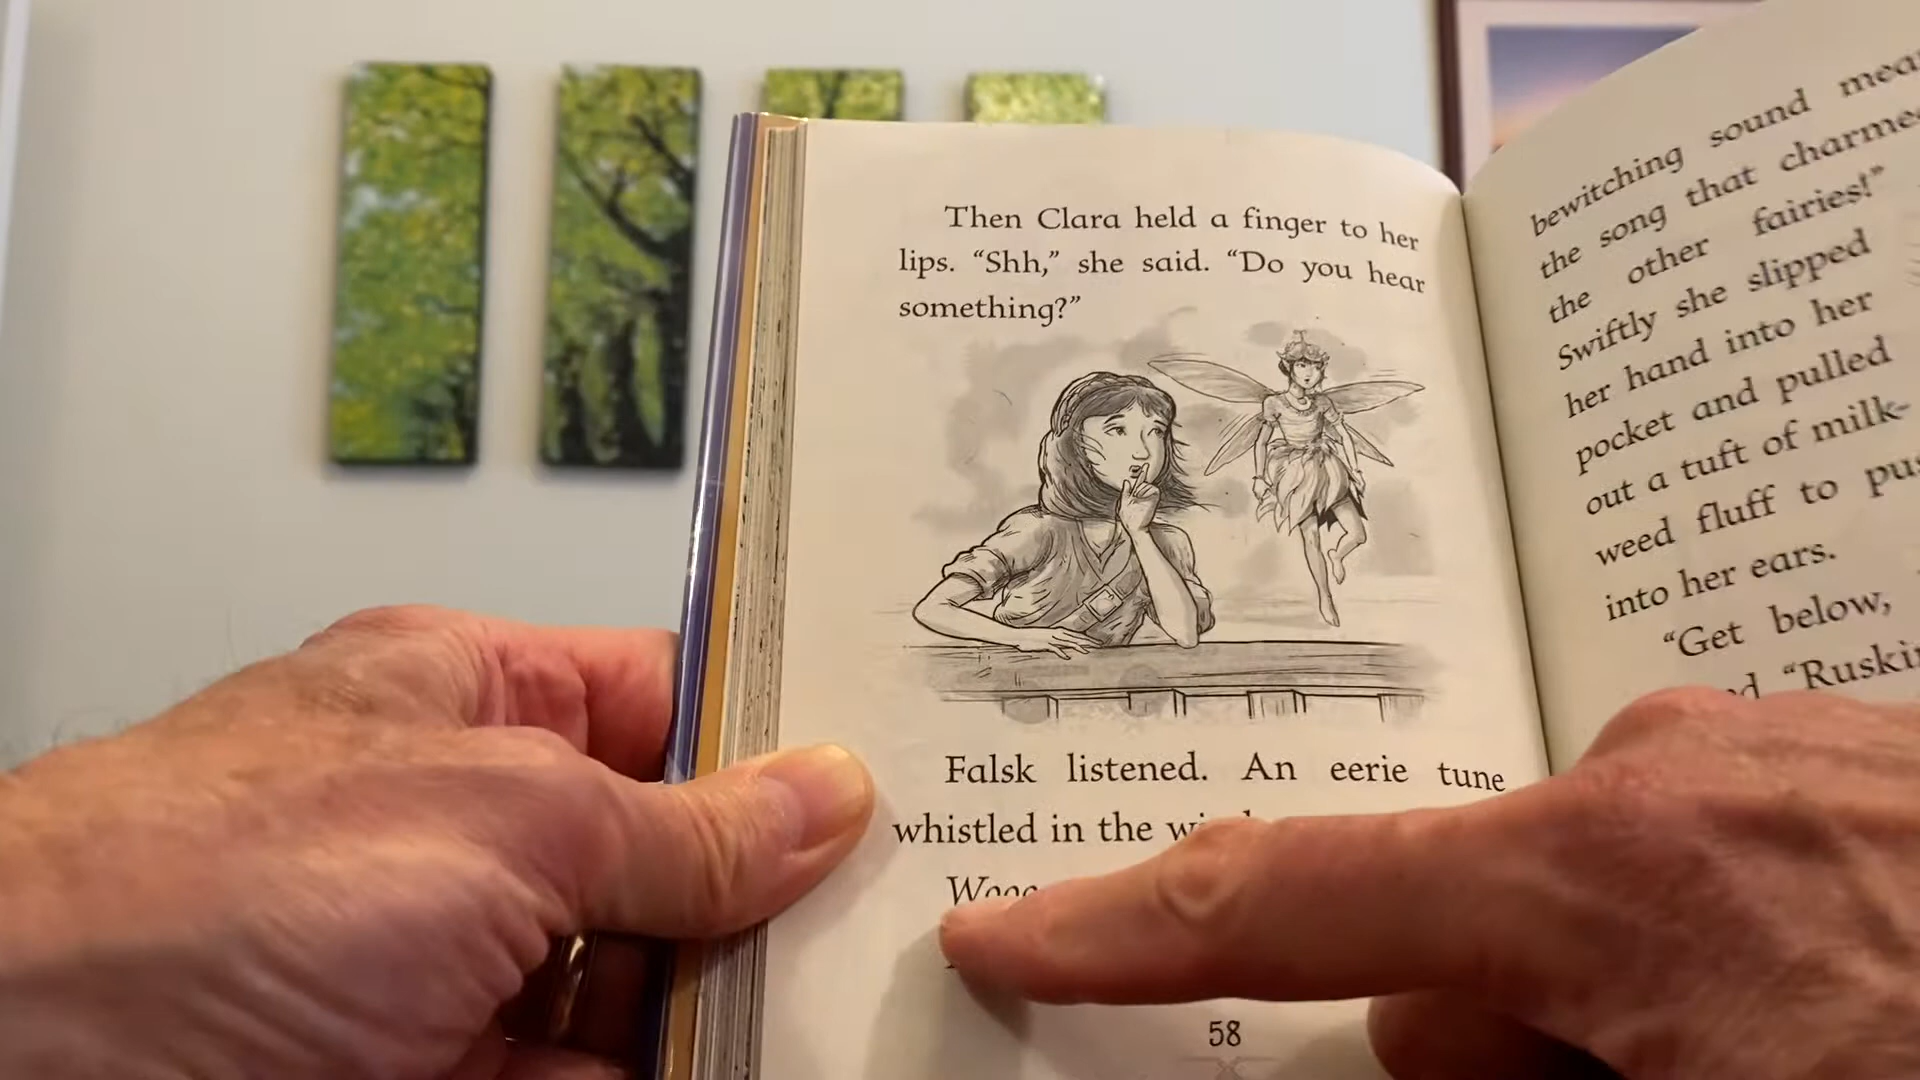 Then Clara held a finger to her
lips. “Shh,” she said. “Do you hear
something?”
Falsk listened. An eerie tune
whistled in the
58
bewitching sound
the song that
the other fairies!”
Swiftly she slipped
her hand into her
pocket and pulled
out a tuft of milk-
weed fluff to
into her ears.
“Get below,